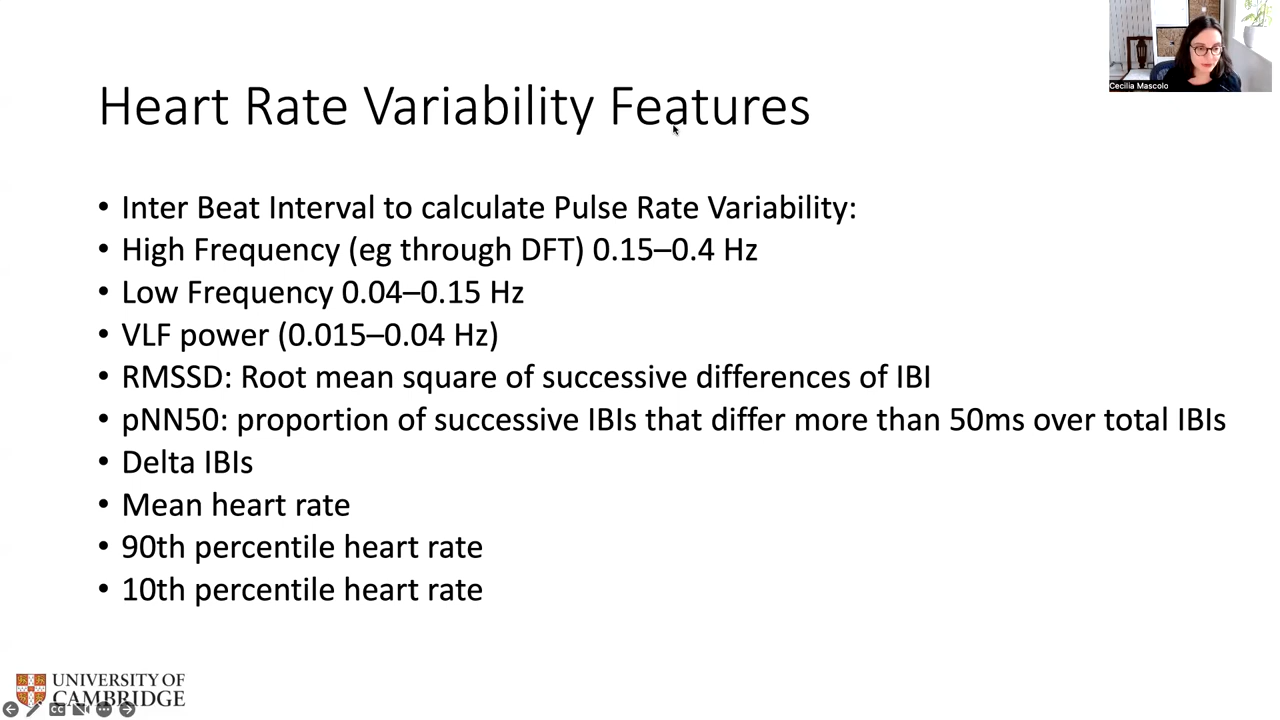 Cecilia Mascolo
Heart Rate Variability Features
• Inter Beat Interval to calculate Pulse Rate Variability:
• High Frequency (eg through DFT) 0.15–0.4 Hz
• Low Frequency 0.04–0.15 Hz
• VLF power (0.015–0.04 Hz)
• RMSSD: Root mean square of successive differences of IBI
• pNN50: proportion of successive IBIs that differ more than 50ms over total IBIs
• Delta IBIs
• Mean heart rate
• 90th percentile heart rate
• 10th percentile heart rate
UNIVERSITY OF
CAMBRIDGE
CC